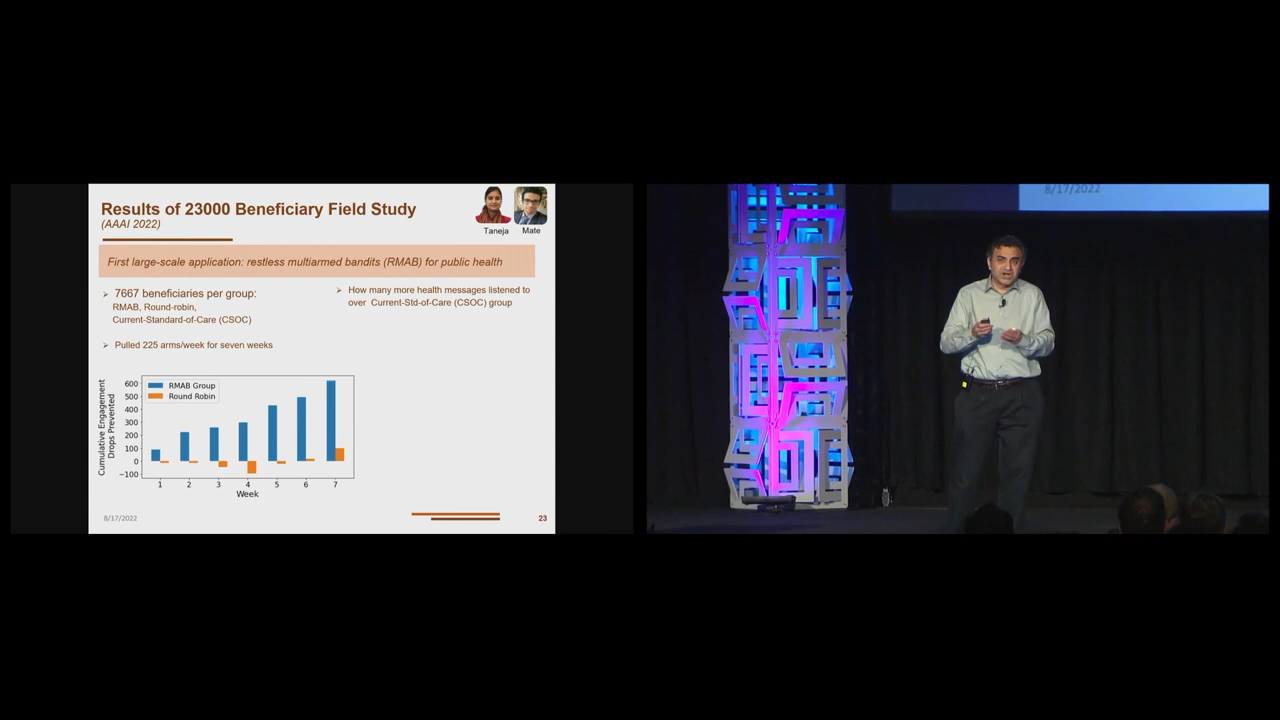 Results of 23000 Beneficiary Field Study
(AAAI 2022)
Taneja
Mate
First large-scale application: restless multiarmed bandits (RMAB) for public health
➢ 7667 beneficiaries per group:
RMAB, Round-robin,
Current-Standard-of-Care (CSOC)
➢ Pulled 225 arms/week for seven weeks
➢ How many more health messages listened to
over Current-Std-of-Care (CSOC) group
Cumulative Engagement
Drops Prevented
600
500
400
300
200
100
0
−100
RMAB Group
Round Robin
1 2 3 4 5 6 7
Week
8/17/2022
23
8/17/2022